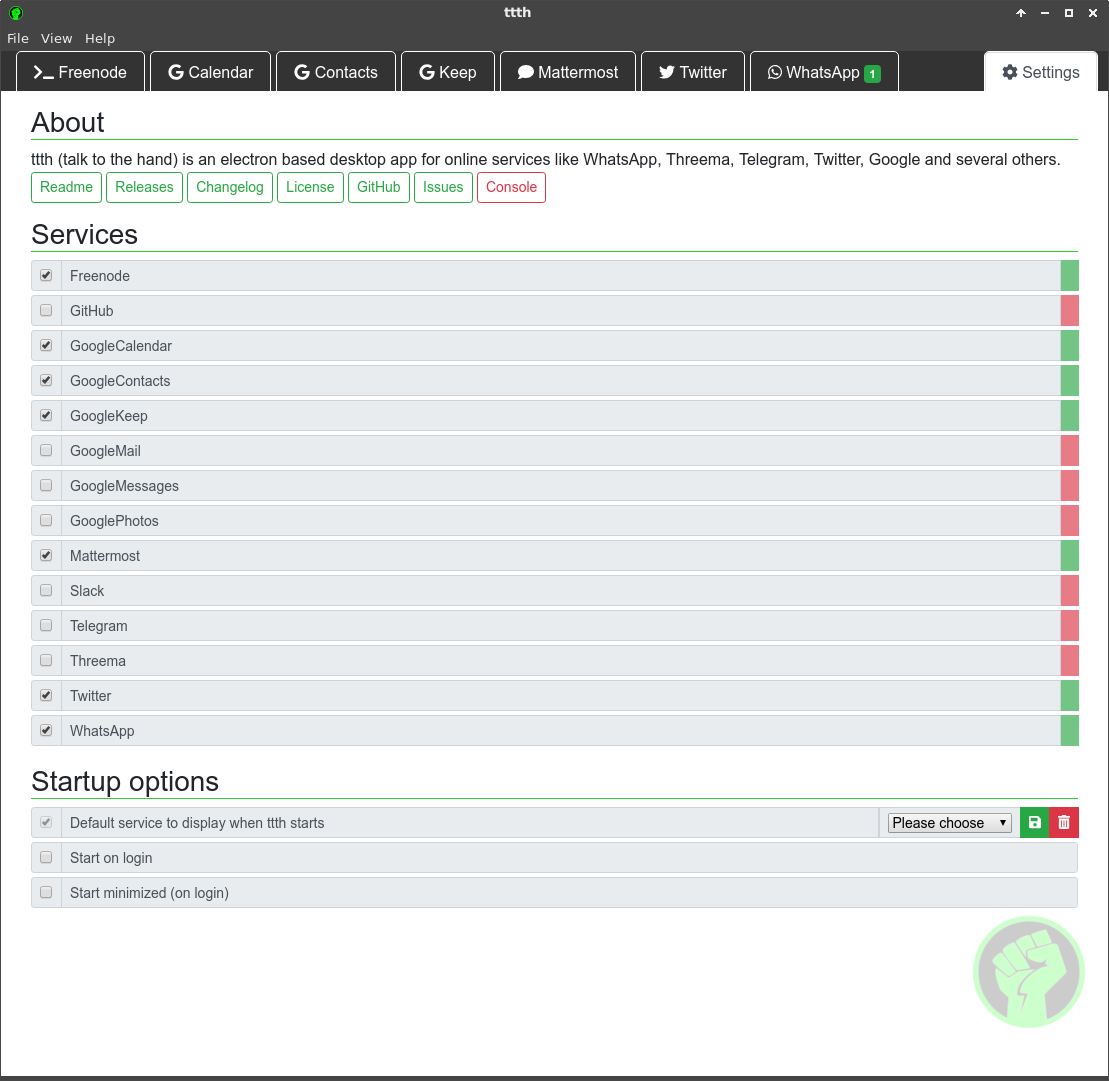 ttth
File View Help
Freenode Calendar Contacts Keep Mattermost Twitter WhatsApp 1 Settings
About
ttth (talk to the hand) is an electron based desktop app for online services like WhatsApp, Threema, Telegram, Twitter, Google and several others.
Readme Releases Changelog License GitHub Issues Console
Services
Freenode
GitHub
GoogleCalendar
GoogleContacts
GoogleKeep
GoogleMail
GoogleMessages
GooglePhotos
Mattermost
Slack
Telegram
Threema
Twitter
WhatsApp
Startup options
Default service to display when ttth starts Please choose
Start on login
Start minimized (on login)